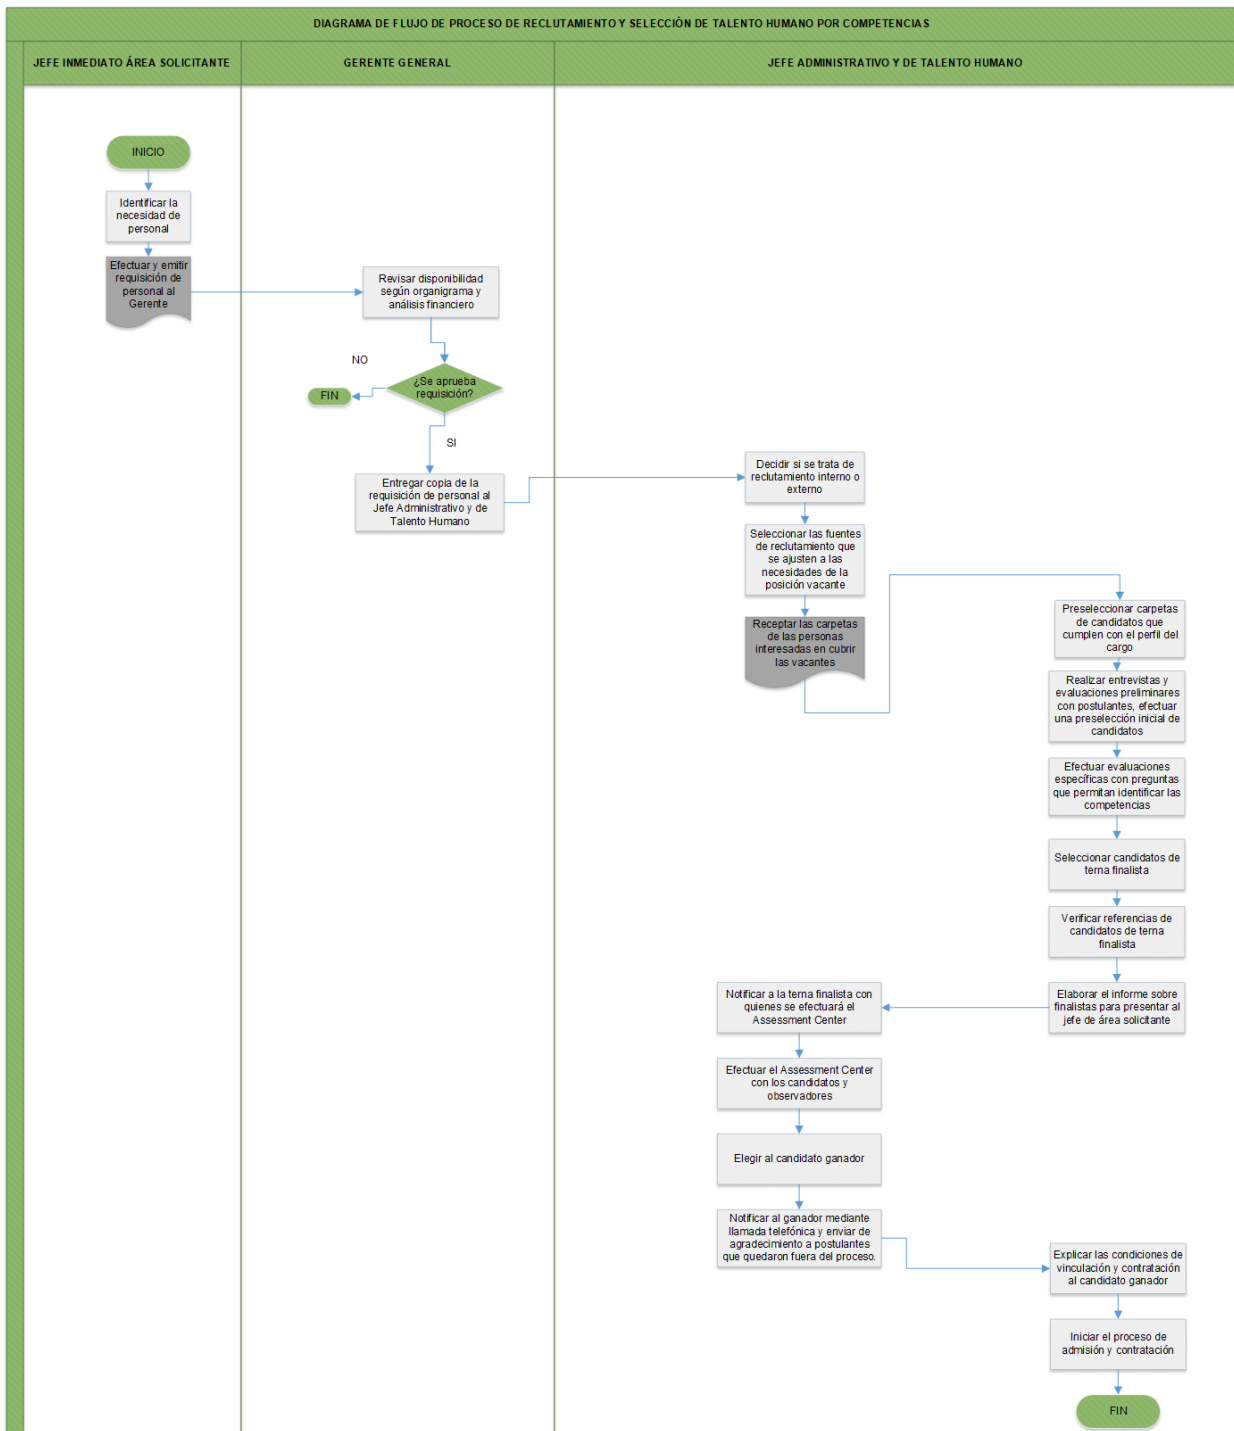 DIAGRAMA DE FLUJO DE PROCESO DE RECLUTAMIENTO Y SELECCIÓN DE TALENTO HUMANO POR COMPETENCIAS
JEFE INMEDIATO ÁREA SOLICITANTE
GERENTE GENERAL
JEFE ADMINISTRATIVO Y DE TALENTO HUMANO
INICIO
Identificar la
necesidad de
personal
Efectuar y emitir
requisición de
personal al
Gerente
Revisar disponibilidad
según organigrama y
análisis financiero
¿Se aprueba
requisición?
NO
FIN
SI
Entregar copia de la
requisición de personal al
Jefe Administrativo y de
Talento Humano
Decidir si se trata de
reclutamiento interno o
externo
Seleccionar las fuentes
de reclutamiento que
se ajusten a las
necesidades de la
posición vacante
Receptar las carpetas
de las personas
interesadas en cubrir
las vacantes
Preseleccionar carpetas
de candidatos que
cumplen con el perfil del
cargo
Realizar entrevistas y
evaluaciones preliminares
con postulantes, efectuar
una preselección inicial de
candidatos
Efectuar evaluaciones
específicas con preguntas
que permitan identificar las
competencias
Seleccionar candidatos de
terna finalista
Verificar referencias de
candidatos de terna
finalista
Elaborar el informe sobre
finalistas para presentar al
jefe de área solicitante
Notificar a la terna finalista con
quienes se efectuará el
Assessment Center
Efectuar el Assessment Center
con los candidatos y
observadores
Elegir al candidato ganador
Notificar al ganador mediante
llamada telefónica y enviar de
agradecimiento a postulantes
que quedaron fuera del proceso.
Explicar las condiciones de
vinculación y contratación
al candidato ganador
Iniciar el proceso de
admisión y contratación
FIN